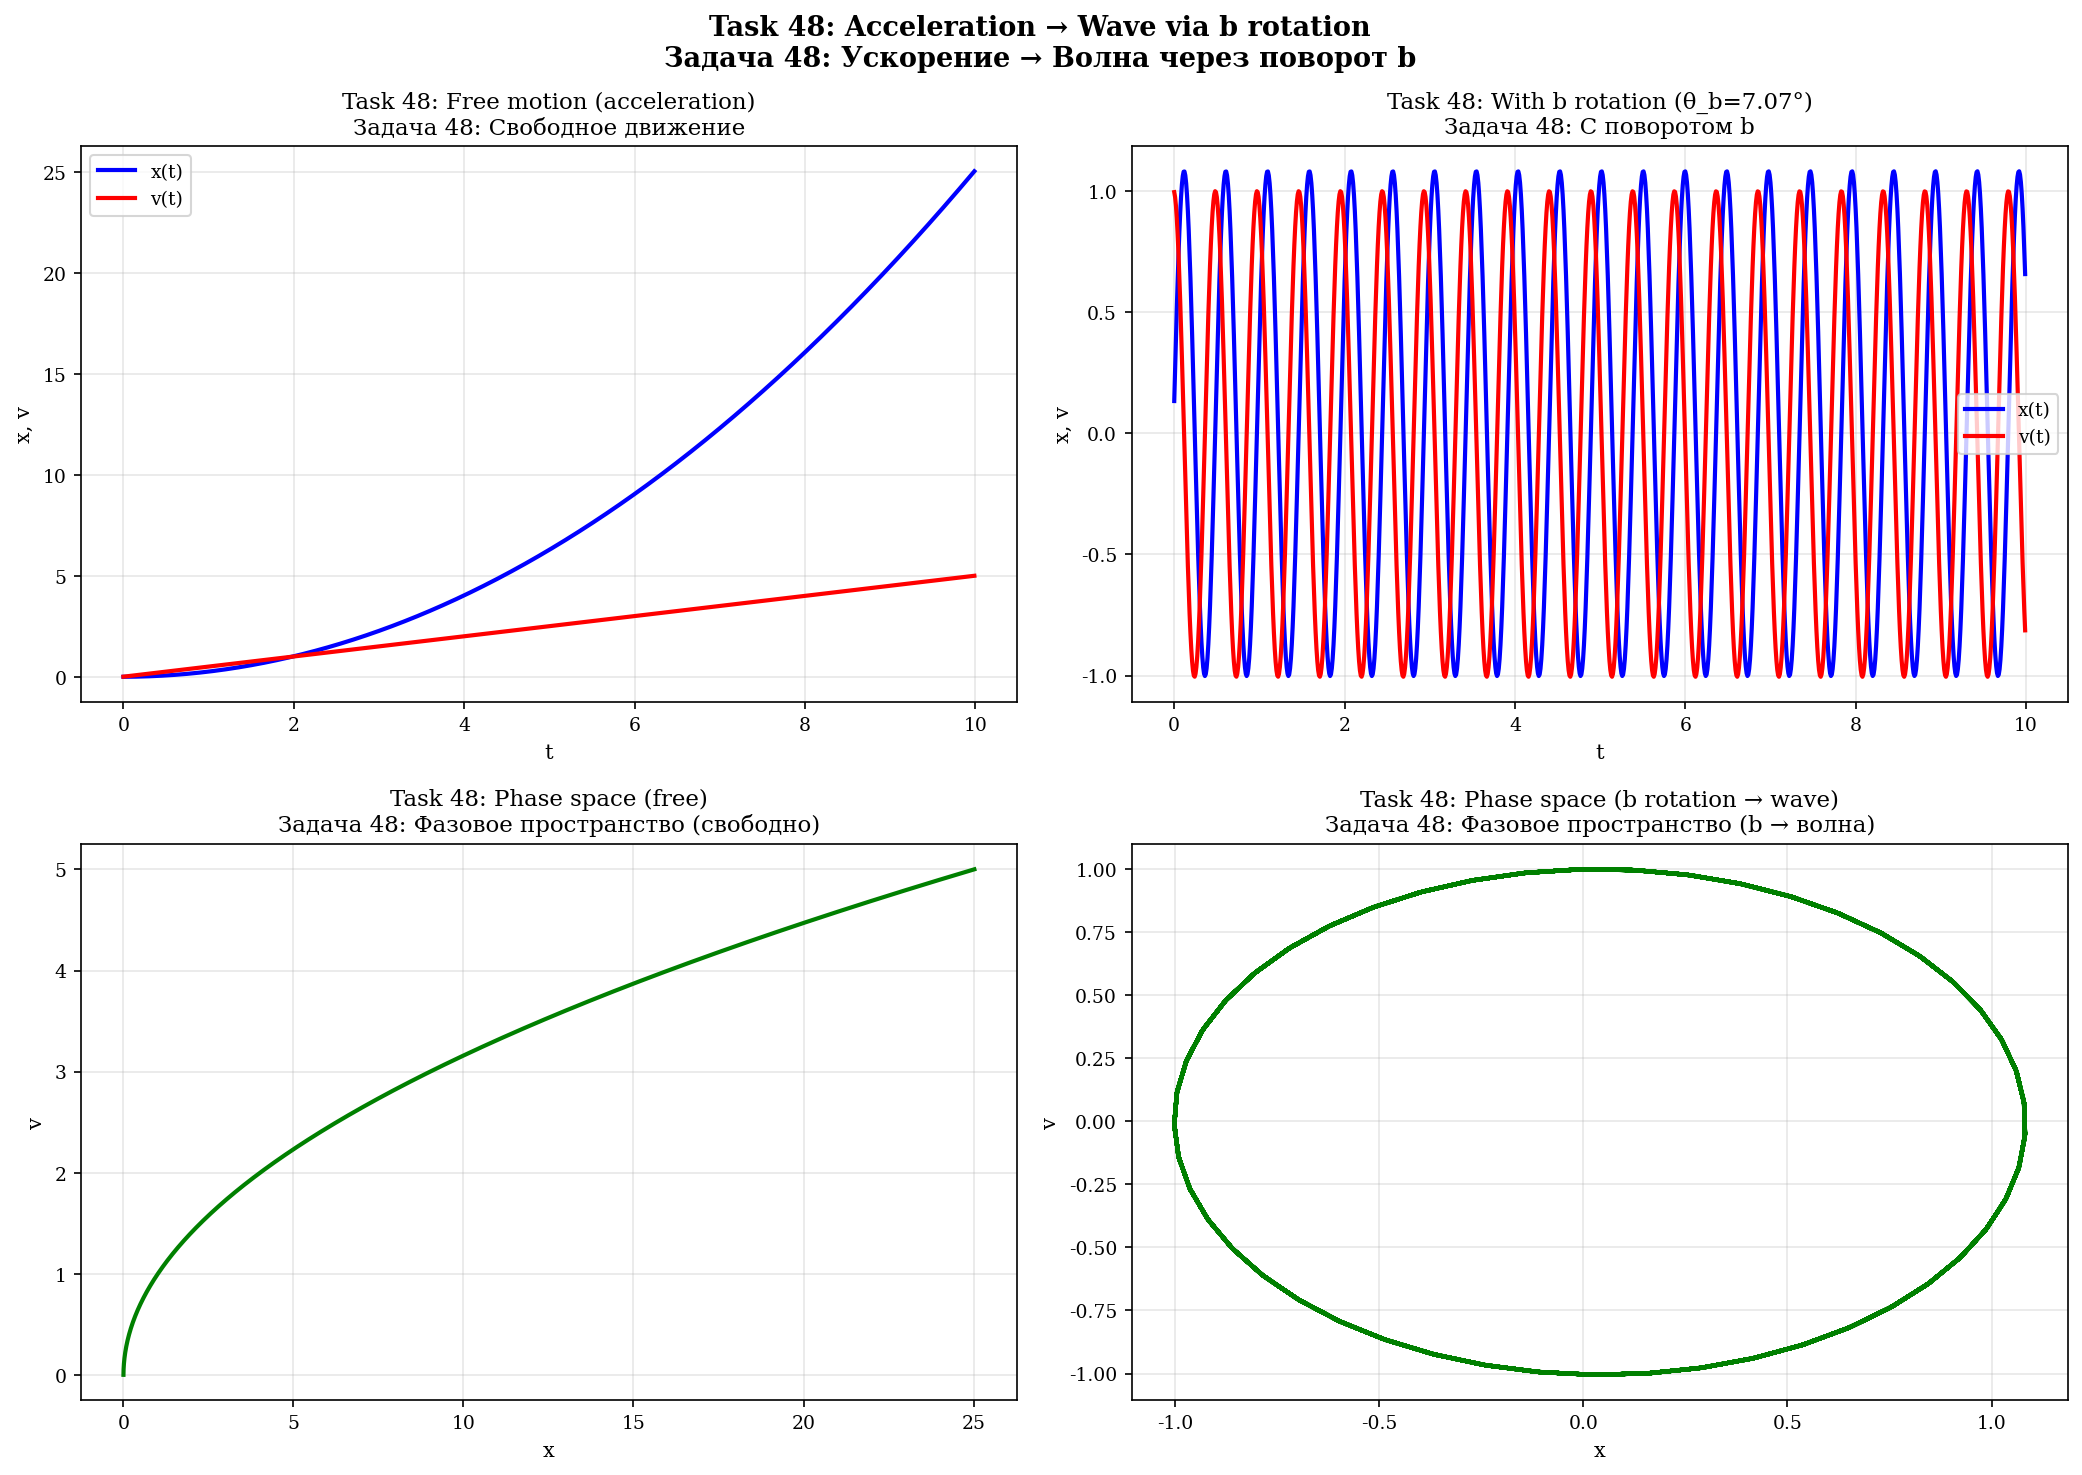 Task 48: Acceleration → Wave via b rotation
Задача 48: Ускорение → Волна через поворот b
Task 48: Free motion (acceleration)
Задача 48: Свободное движение
x(t)
v(t)
25
20
15
10
5
0
x, v
0 2 4 6 8 10
t
Task 48: With b rotation (θ_b=7.07°)
Задача 48: С поворотом b
1.0
0.5
0.0
-0.5
-1.0
x, v
x(t)
v(t)
0 2 4 6 8 10
t
Task 48: Phase space (free)
Задача 48: Фазовое пространство (свободно)
5
4
3
2
1
0
v
0 5 10 15 20 25
x
Task 48: Phase space (b rotation → wave)
Задача 48: Фазовое пространство (b → волна)
1.00
0.75
0.50
0.25
0.00
-0.25
-0.50
-0.75
-1.00
v
-1.0 -0.5 0.0 0.5 1.0
x